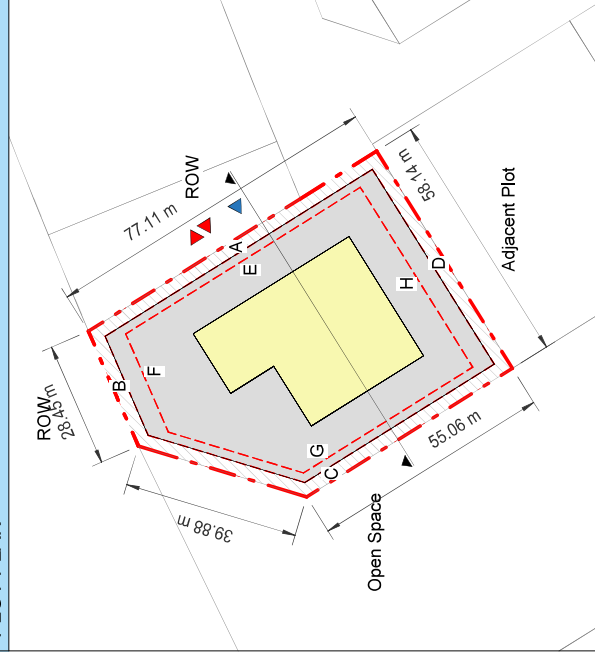 ROW
77.11 m
A
E
ROW
28.45 m
B
F
58.14 m
Adjacent Plot
D
H
G
C
39.88 m
55.06 m
Open Space